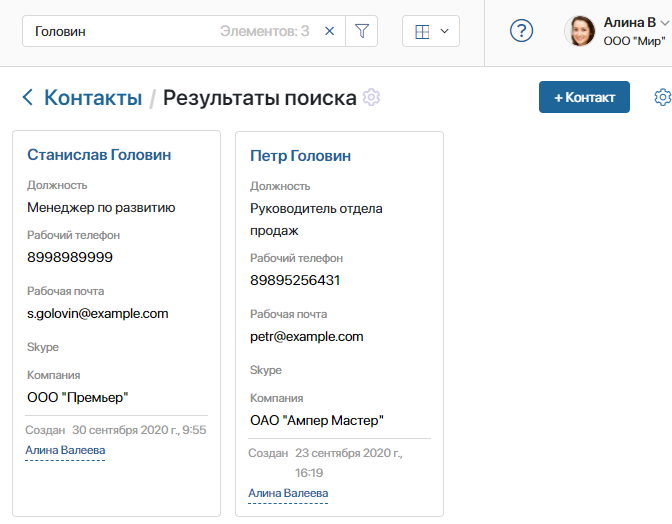 Головин Элементов: 3
Алина В
ООО "Мир"
Контакты / Результаты поиска
+ Контакт
Станислав Головин
Должность
Менеджер по развитию
Рабочий телефон
8998989999
Рабочая почта
s.golovin@example.com
Skype
Компания
ООО "Премьер"
Создан 30 сентября 2020 г., 9:55
Алина Валеева
Петр Головин
Должность
Руководитель отдела
продаж
Рабочий телефон
89895256431
Рабочая почта
petr@example.com
Skype
Компания
ОАО "Ампер Мастер"
Создан 23 сентября 2020 г.,
16:19
Алина Валеева